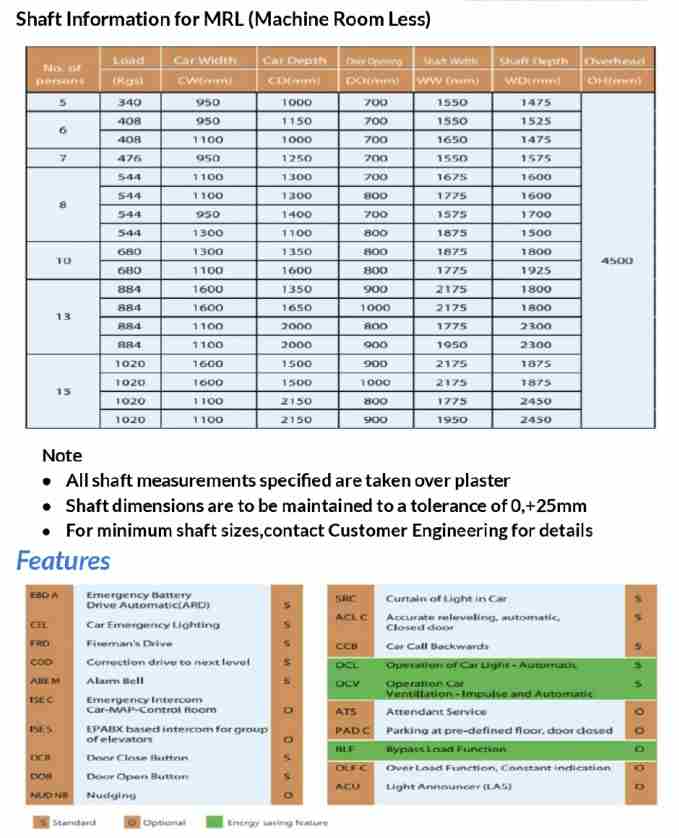 Shaft Information for MRL (Machine Room Less)
No. of persons Load (Kgs) Car Width CW(mm) Car Depth CD(mm) Door Opening DO(mm) Shaft Width WW (mm) Shaft Depth WD(mm) Overhead OH(mm)
5 340 950 1000 700 1550 1475
6 408 950 1150 700 1550 1525
408 1100 1000 700 1650 1475
7 476 950 1250 700 1550 1575
8 544 1100 1300 700 1675 1600
544 1100 1300 800 1775 1600
544 950 1400 700 1575 1700
544 1300 1100 800 1875 1500
10 680 1300 1350 800 1875 1800
4500
680 1100 1600 800 1775 1925
13 884 1600 1350 900 2175 1800
884 1600 1650 1000 2175 1800
884 1100 2000 800 1775 2300
884 1100 2000 900 1950 2300
15 1020 1600 1500 900 2175 1875
1020 1600 1500 1000 2175 1875
1020 1100 2150 800 1775 2450
1020 1100 2150 900 1950 2450
Note
• All shaft measurements specified are taken over plaster
• Shaft dimensions are to be maintained to a tolerance of 0,+25mm
• For minimum shaft sizes,contact Customer Engineering for details
Features
EBD A Emergency Battery
Drive Automatic(ARD) S
CEL Car Emergency Lighting S
FRD Fireman's Drive S
COD Correction drive to next level S
ABE M Alarm Bell S
ISE C Emergency Intercom
Car-MAP-Control Room O
ISE S EPABX based intercom for group
of elevators O
DCB Door Close Button S
DOB Door Open Button S
NUD NB Nudging O
SRC Curtain of Light in Car S
ACL C Accurate releveling, automatic, S
Closed door
CCB Car Call Backwards S
OCL Operation of Car Light - Automatic S
OCV Operation Car S
Ventillation - Impulse and Automatic
ATS Attendant Service O
PAD C Parking at pre-defined floor, door closed O
BLF Bypass Load Function O
OLF C Over Load Function, Constant indication O
ACU Light Announcer (LAS) O
S Standard O Optional Energy saving Nature